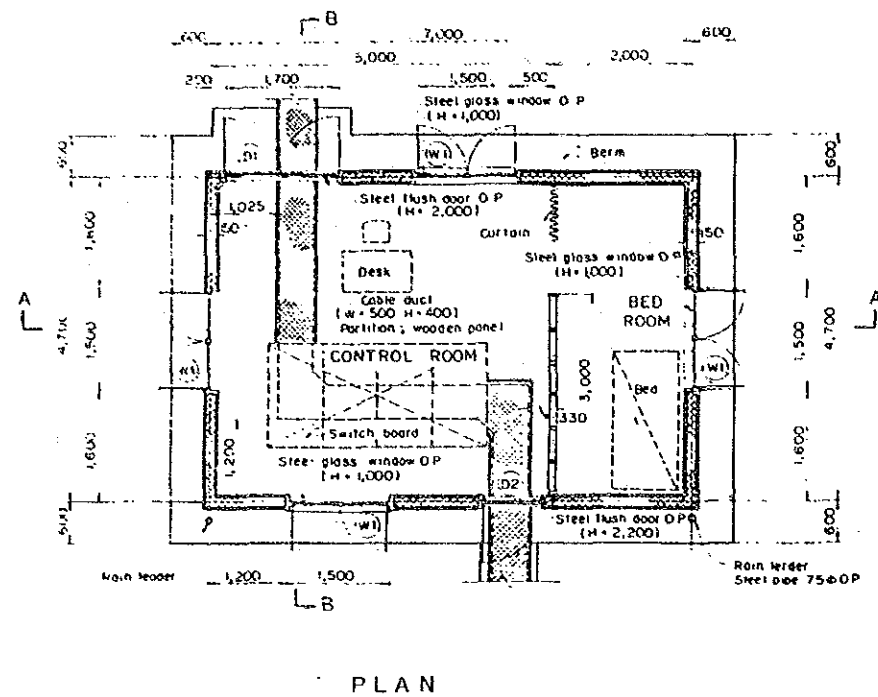 B
600
7,000
600
5,000
2,000
200
1,700
1,500
500
Steel glass window O P
(H=1,000)
D1
W1
Berm
600
600
Steel flush door O P
(H=2,000)
1,025
50
Curtain
150
1,600
Steel glass window O P
(H=1,000)
Desk
Cable duct
(W=500 H=400)
Partition ; wooden panel
BED
ROOM
A
A
4,700
1,500
1,500
4,700
CONTROL ROOM
W1
W1
3,000
Bed
330
1,200
Switch board
Steel glass window O P
(H=1,000)
1,600
1,600
D2
W1
Steel flush door O P
(H=2,200)
600
600
Rain leader
1,200
1,500
Steel pipe 75φ O P
B
PLAN